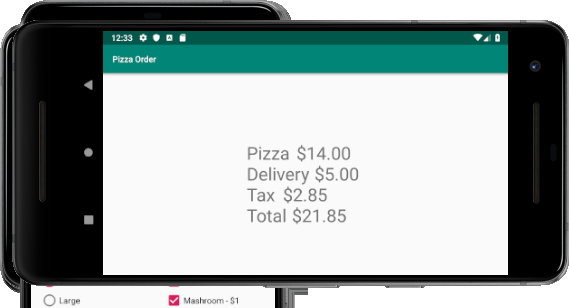 12:33
Pizza Order
Pizza $14.00
Delivery $5.00
Tax $2.85
Total $21.85
Large
Mashroom - $1